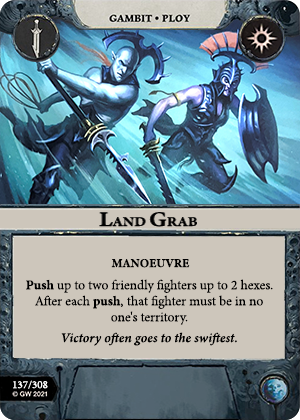 GAMBIT • PLOY
LAND GRAB
MANOEUVRE
Push up to two friendly fighters up to 2 hexes.
After each push, that fighter must be in no
one's territory.
Victory often goes to the swiftest.
137/308
© GW 2021